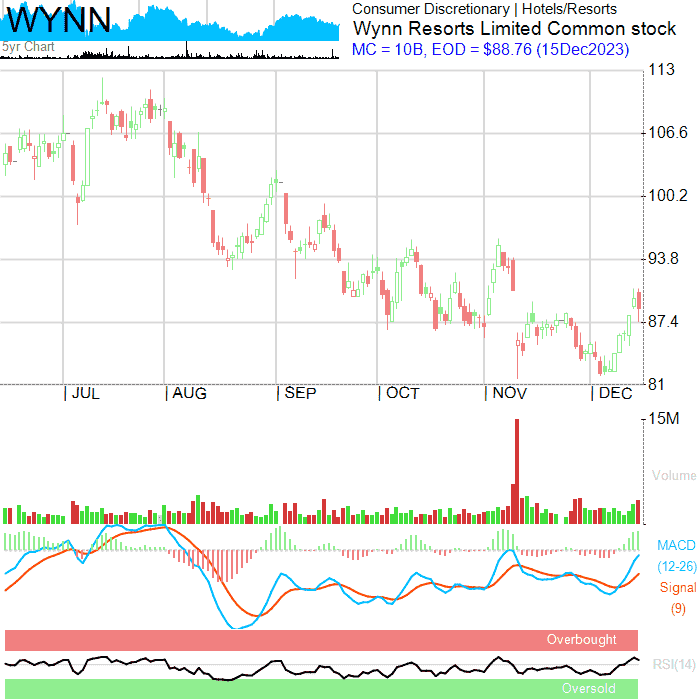 WYNN
5yr Chart
Consumer Discretionary | Hotels/Resorts
Wynn Resorts Limited Common stock
MC = 10B, EOD = $88.76 (15Dec2023)
113
106.6
100.2
93.8
87.4
81
JUL AUG SEP OCT NOV DEC
15M
Volume
MACD
(12-26)
Signal
(9)
Overbought
RSI(14)
Oversold